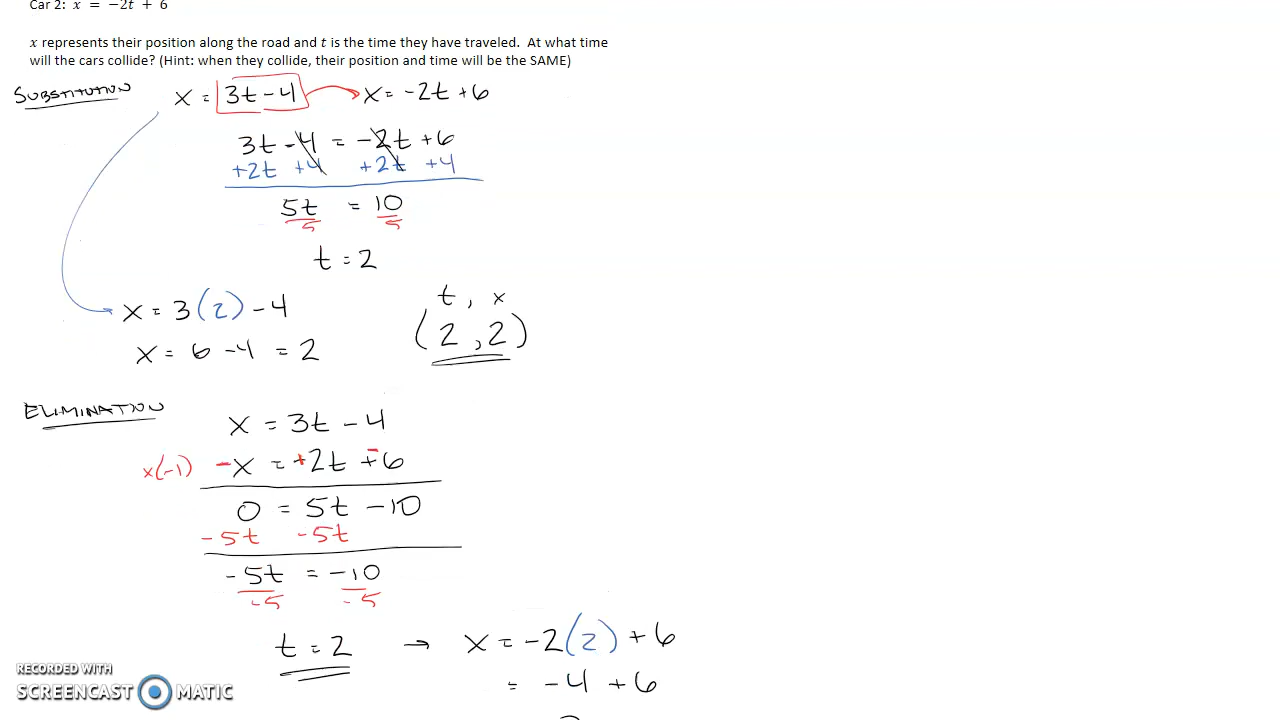 Car 2: x = −2t + 6
x represents their position along the road and t is the time they have traveled. At what time
will the cars collide? (Hint: when they collide, their position and time will be the SAME)
SUBSTITUTION x = 3t − 4 x = −2t + 6
3t − 4 = −2t + 6
+2t +4 +2t +4
5t = 10
5 5
t = 2
x = 3(2) − 4
x = 6 − 4 = 2
t, x
(2, 2)
ELIMINATION
x = 3t − 4
x(−1) −x = +2t − 6
0 = 5t − 10
−5t −5t
−5t = −10
−5 −5
t = 2 → x = −2(2) + 6
= −4 + 6
RECORDED WITH
SCREENCAST MATIC